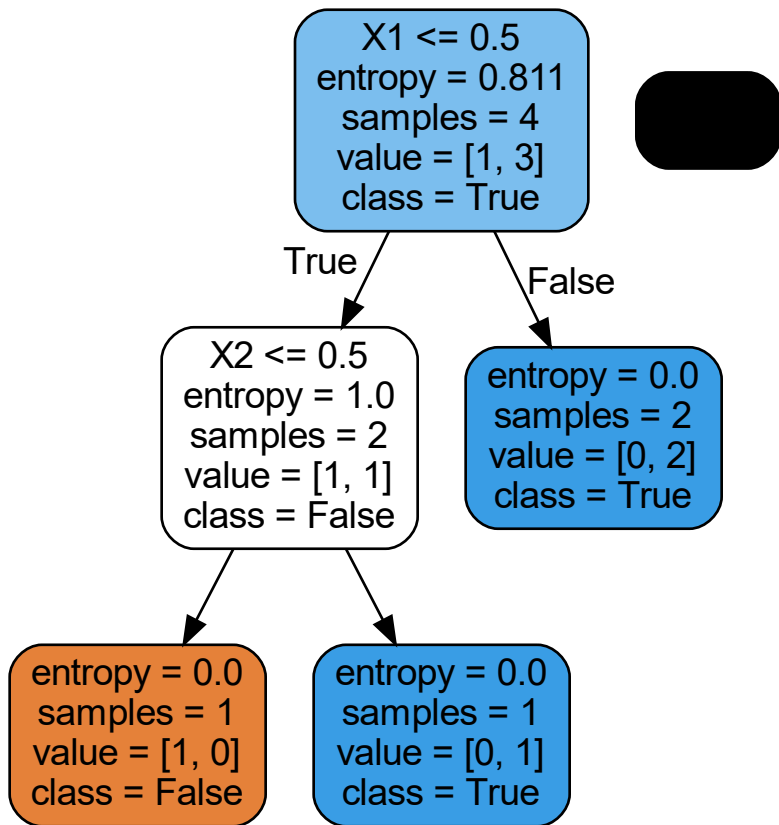 X1 <= 0.5
entropy = 0.811
samples = 4
value = [1, 3]
class = True
True
False
X2 <= 0.5
entropy = 1.0
samples = 2
value = [1, 1]
class = False
entropy = 0.0
samples = 2
value = [0, 2]
class = True
entropy = 0.0
samples = 1
value = [1, 0]
class = False
entropy = 0.0
samples = 1
value = [0, 1]
class = True